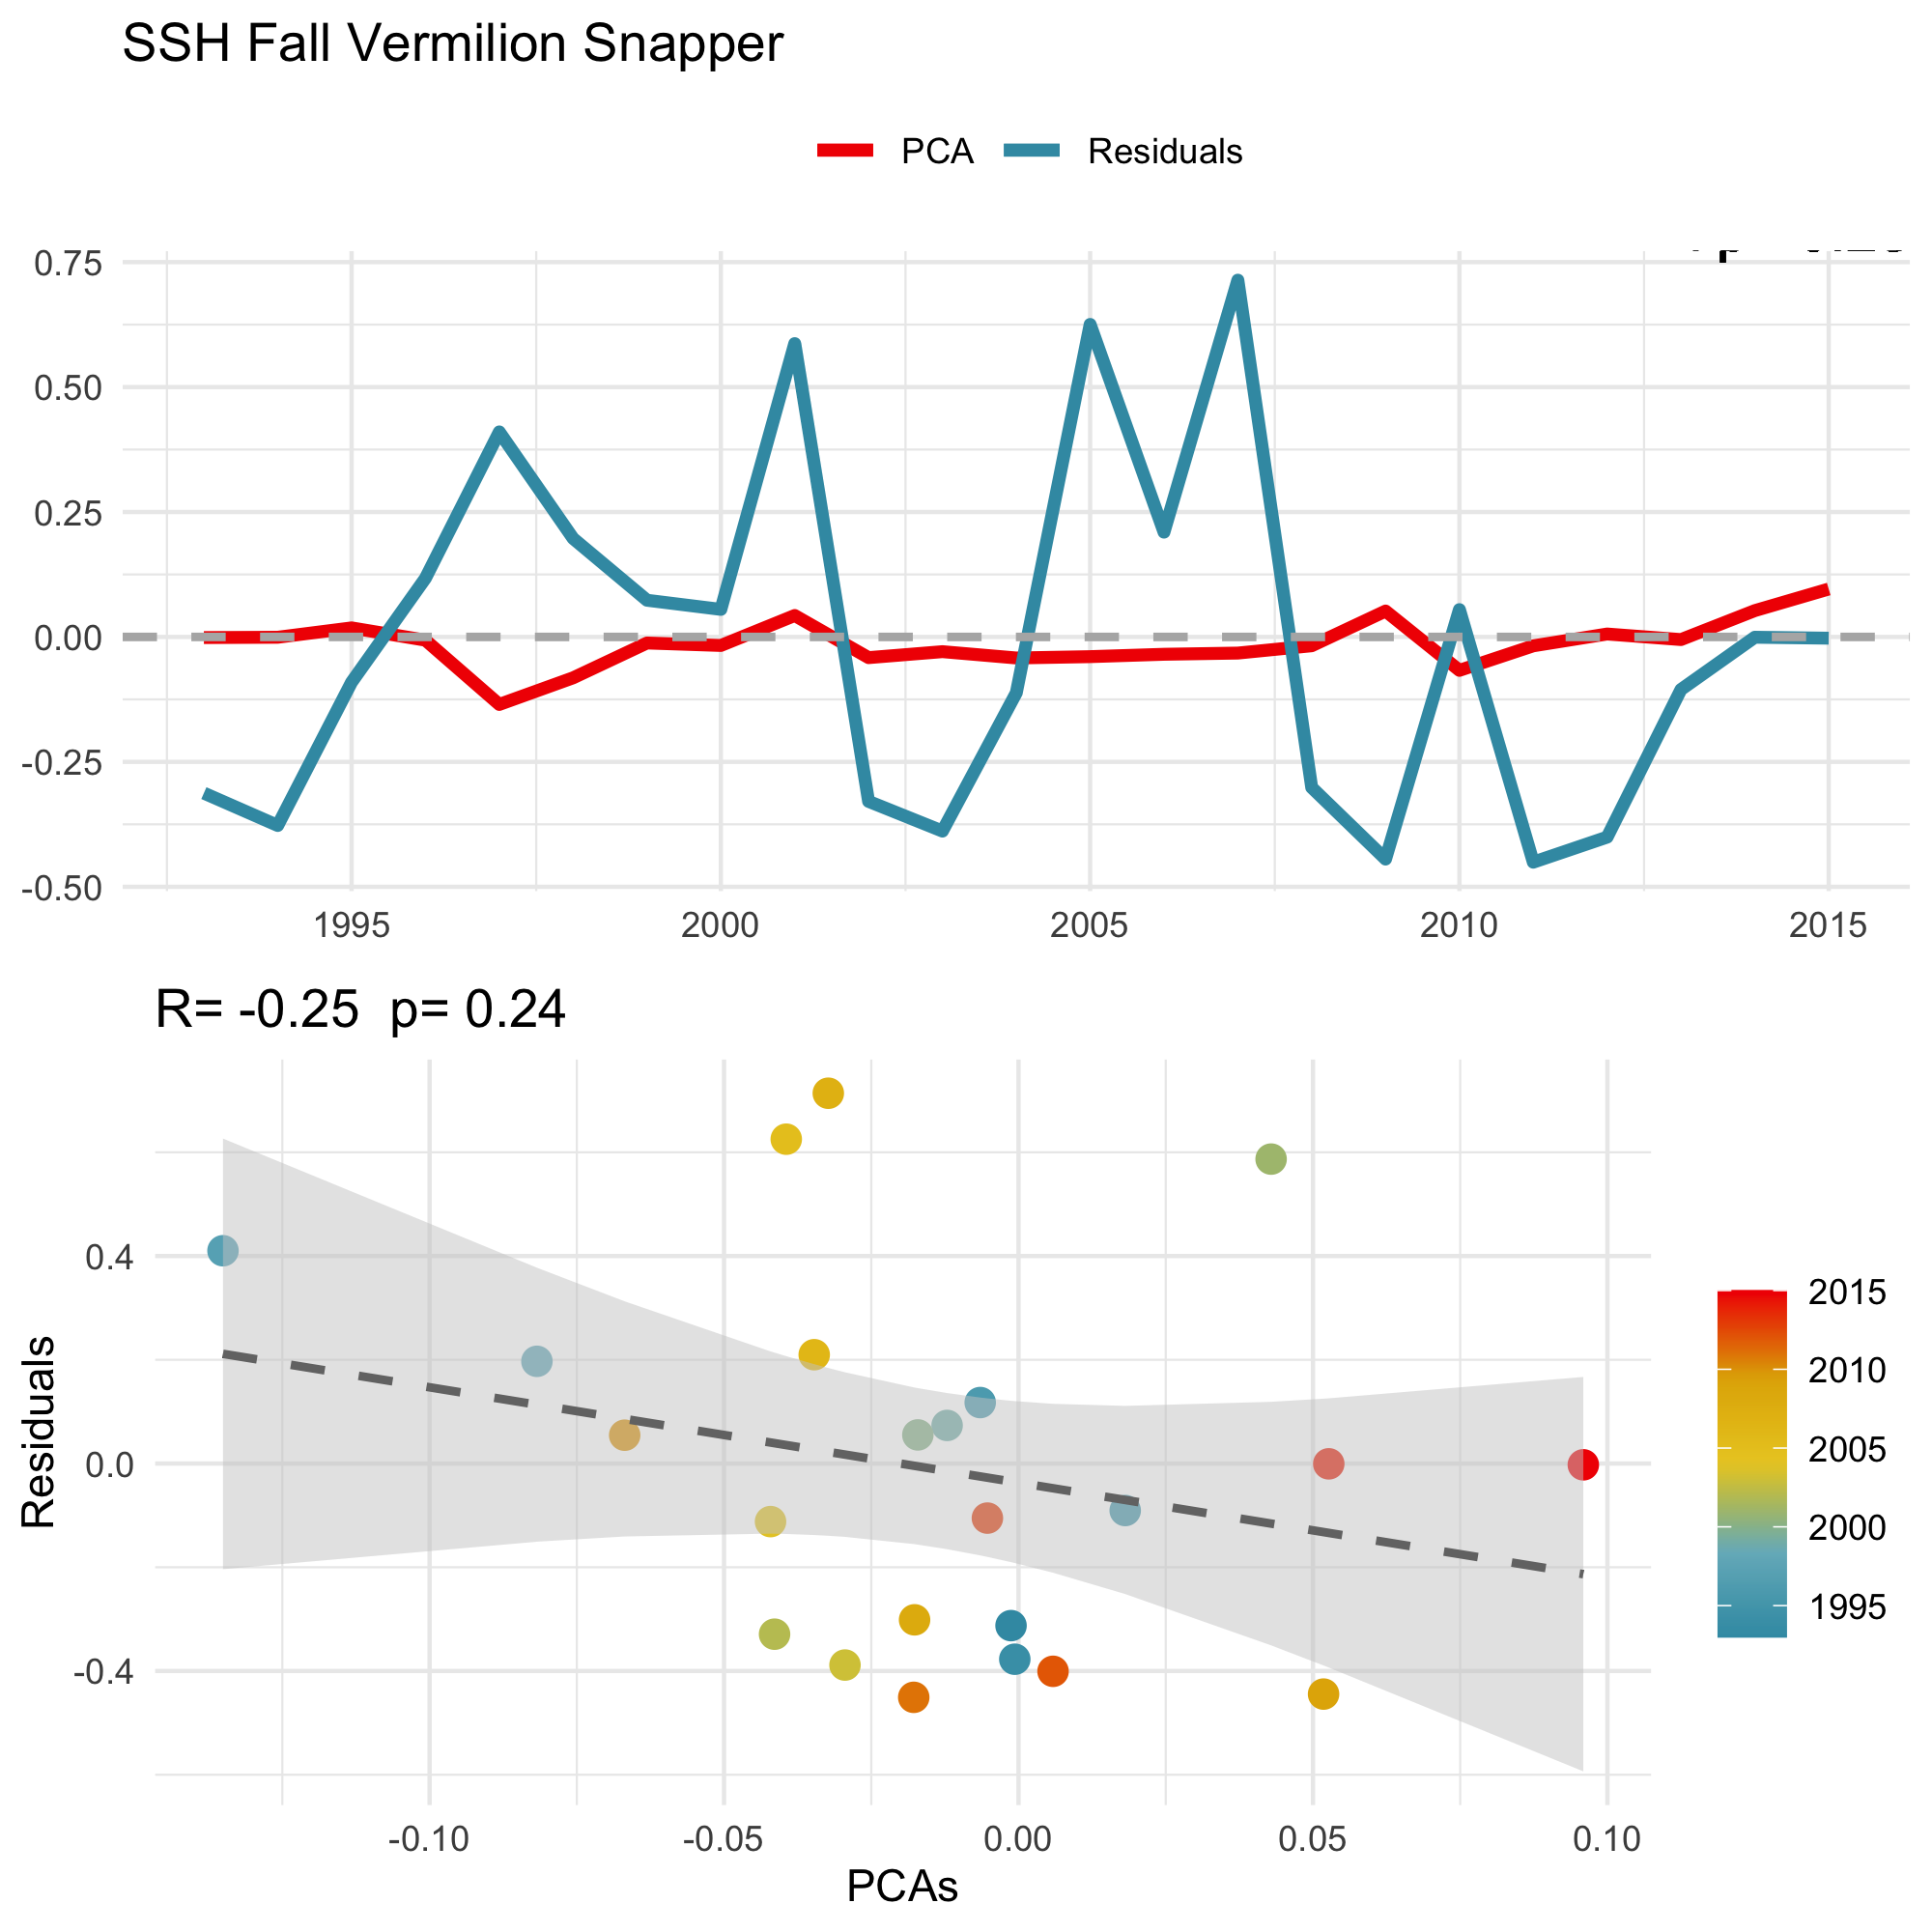 SSH Fall Vermilion Snapper
PCA Residuals
0.75
0.50
0.25
0.00
-0.25
-0.50
1995 2000 2005 2010 2015
R= -0.25  p= 0.24
Residuals
0.4
0.0
-0.4
-0.10 -0.05 0.00 0.05 0.10
PCAs
2015
2010
2005
2000
1995